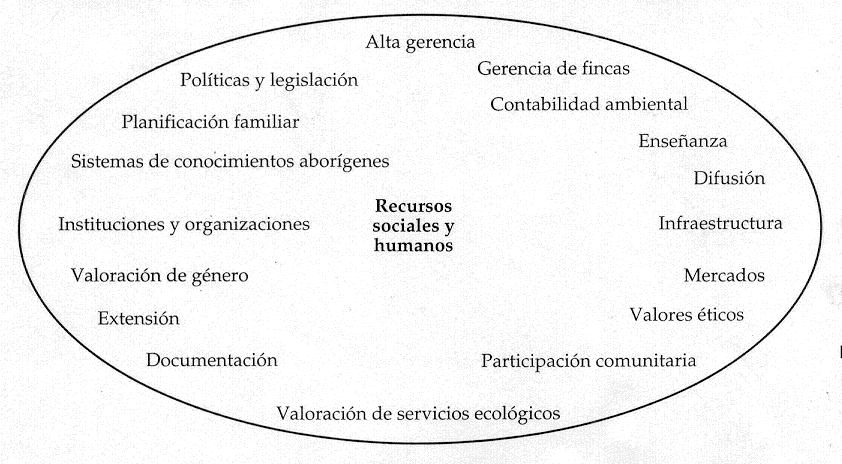 Alta gerencia
Políticas y legislación
Gerencia de fincas
Contabilidad ambiental
Planificación familiar
Enseñanza
Sistemas de conocimientos aborígenes
Difusión
Recursos
sociales y
humanos
Instituciones y organizaciones
Infraestructura
Valoración de género
Mercados
Extensión
Valores éticos
Documentación
Participación comunitaria
Valoración de servicios ecológicos